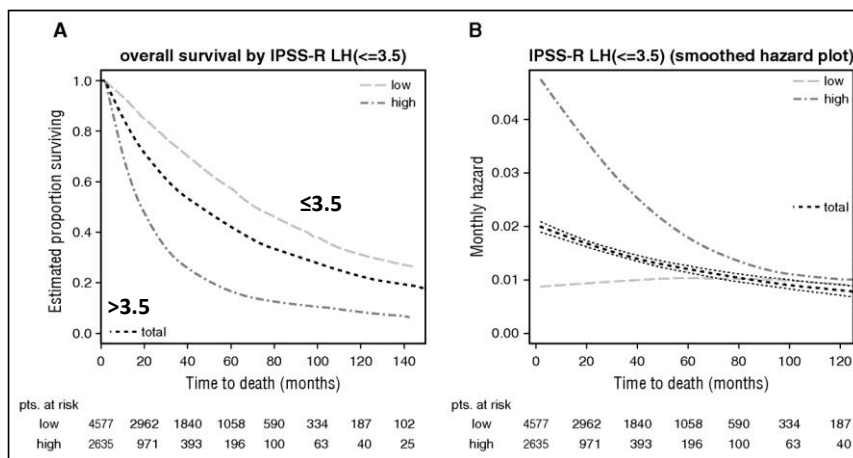 A
overall survival by IPSS-R LH(<=3.5)
low
high
Estimated proportion surviving
1.0
0.8
0.6
0.4
0.2
0.0
≤3.5
>3.5
total
0 20 40 60 80 100 120 140
Time to death (months)
pts. at risk
low 4577 2962 1840 1058 590 334 187 102
high 2635 971 393 196 100 63 40 25
B
IPSS-R LH(<=3.5) (smoothed hazard plot)
low
high
Monthly hazard
0.04
0.03
0.02
0.01
0.00
total
0 20 40 60 80 100 120
Time to death (months)
pts. at risk
low 4577 2962 1840 1058 590 334 187
high 2635 971 393 196 100 63 40